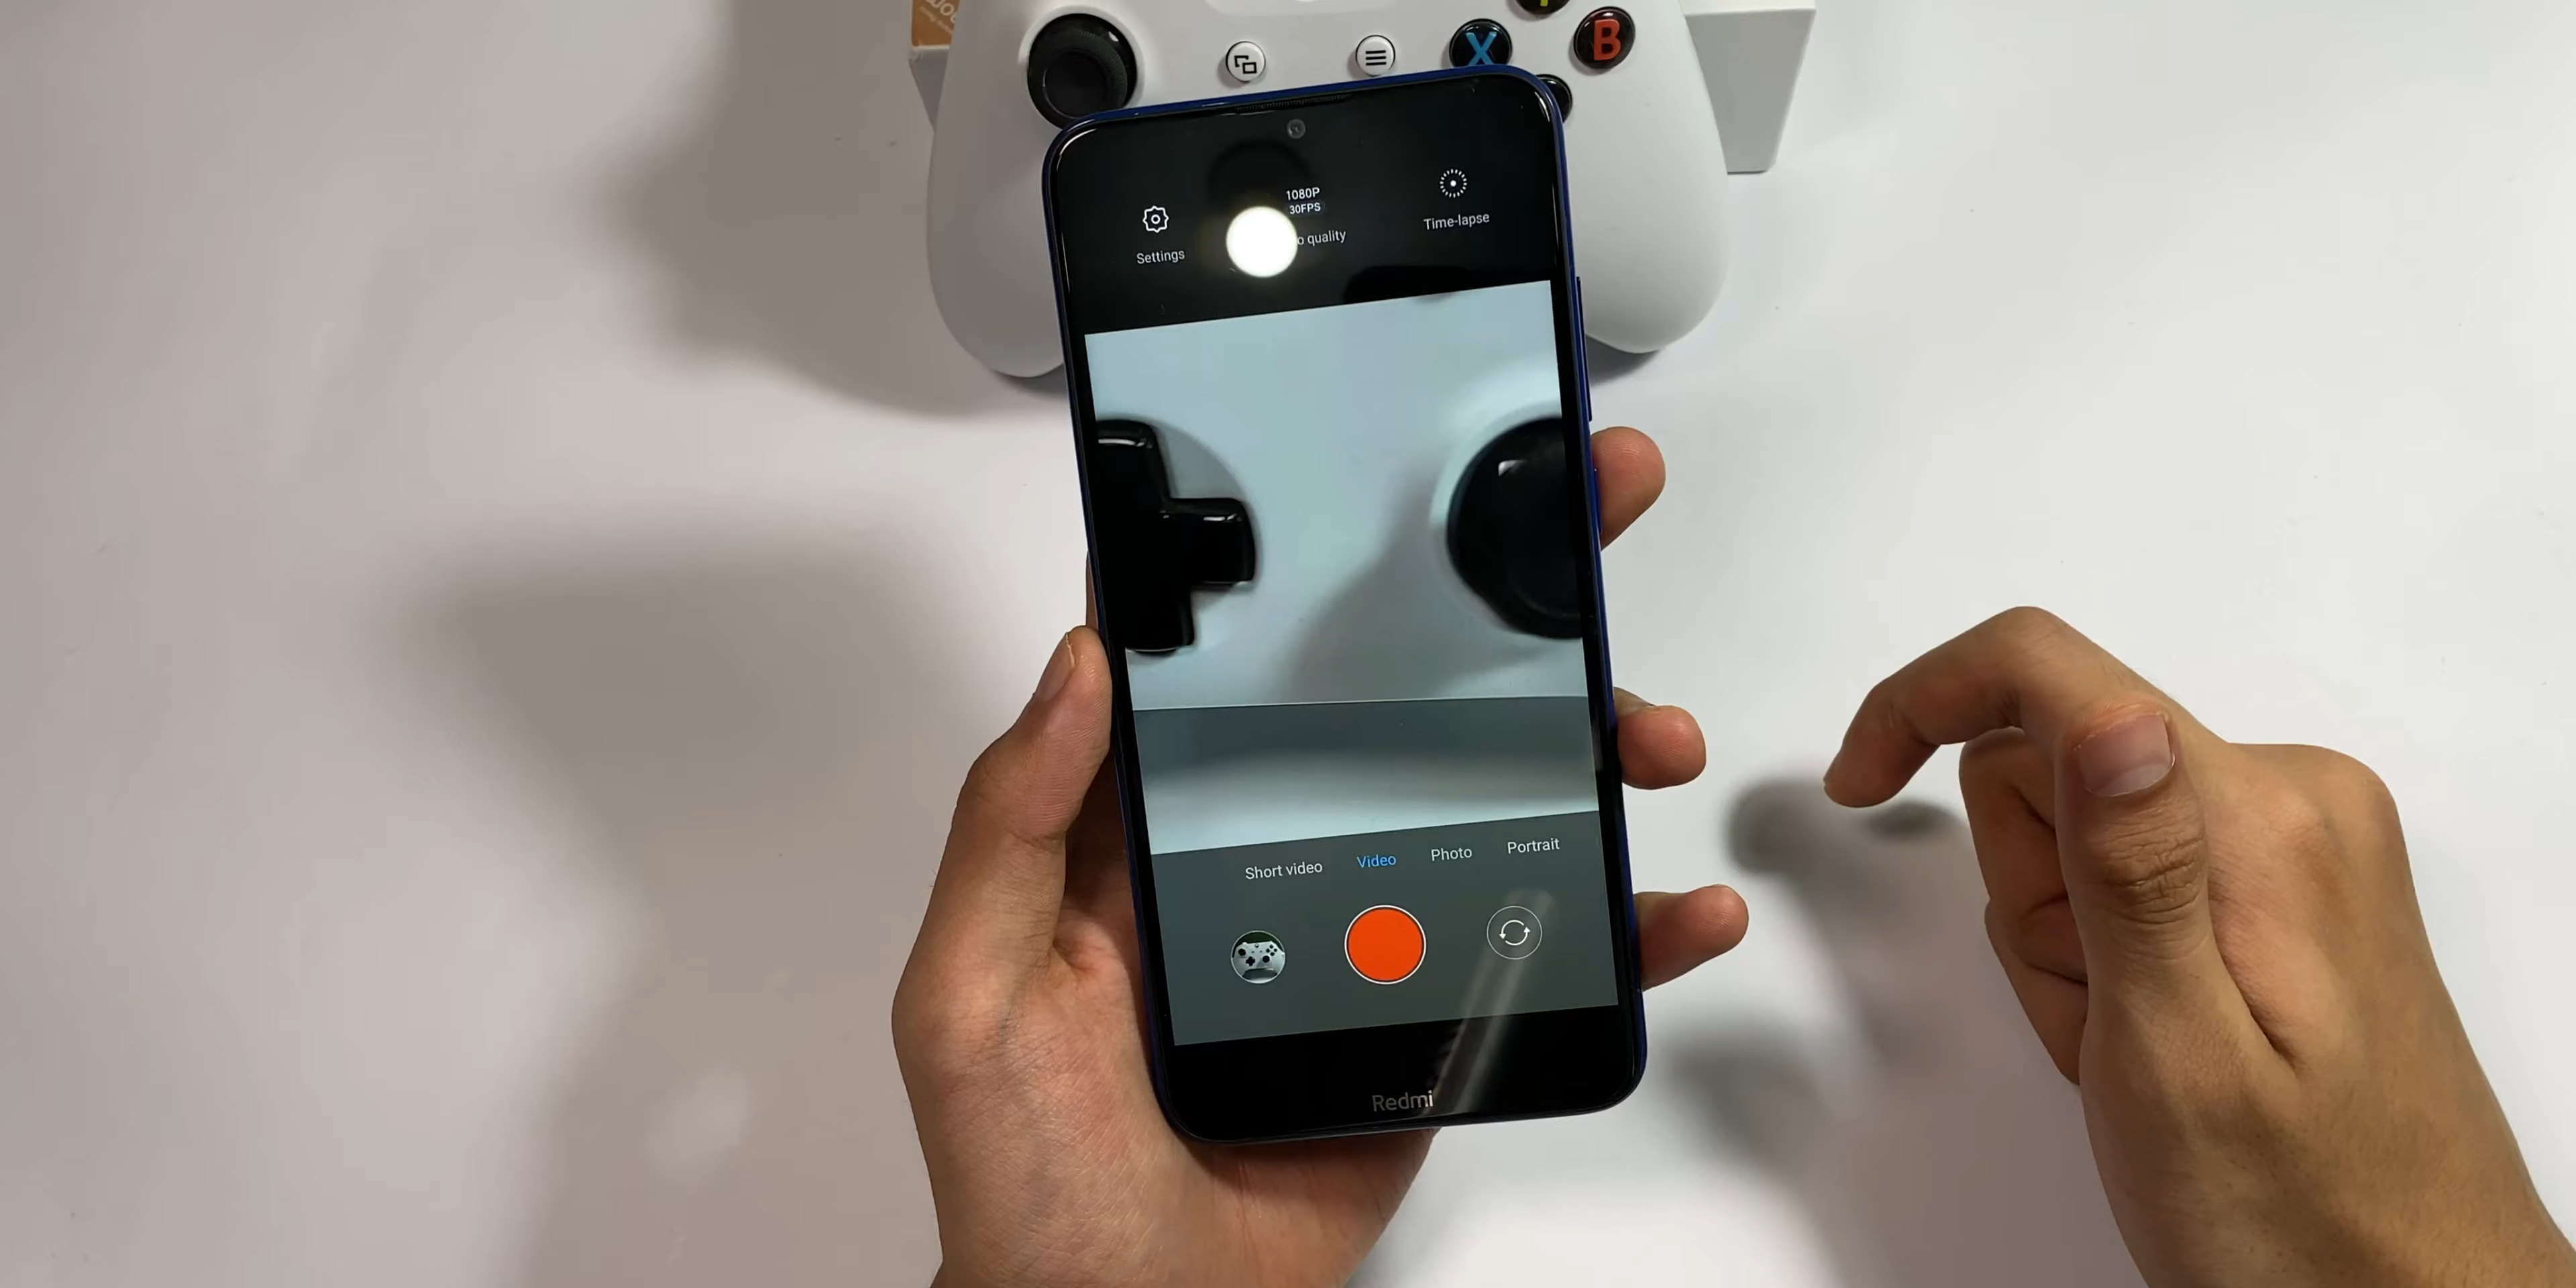 X
B
1080P
30FPS
Settings
o quality
Time-lapse
Short video
Video
Photo
Portrait
Redmi